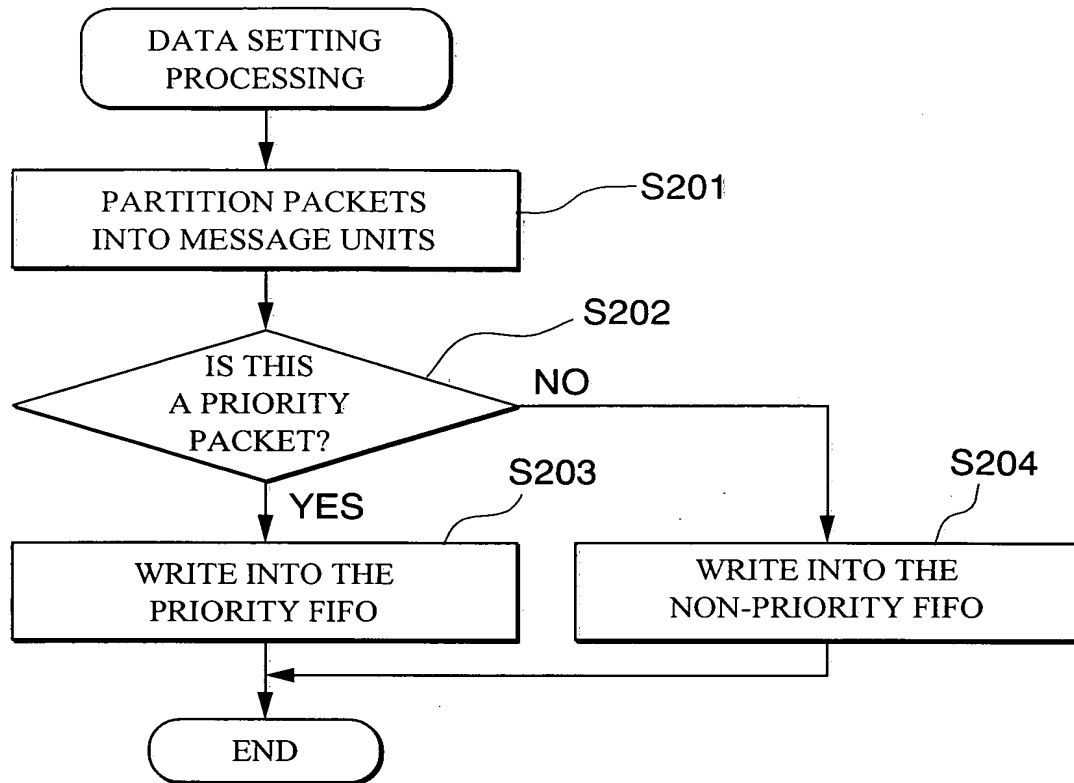 DATA SETTING
PROCESSING
PARTITION PACKETS
INTO MESSAGE UNITS
S201
S202
IS THIS
A PRIORITY
PACKET?
NO
YES
S203
S204
WRITE INTO THE
PRIORITY FIFO
WRITE INTO THE
NON-PRIORITY FIFO
END